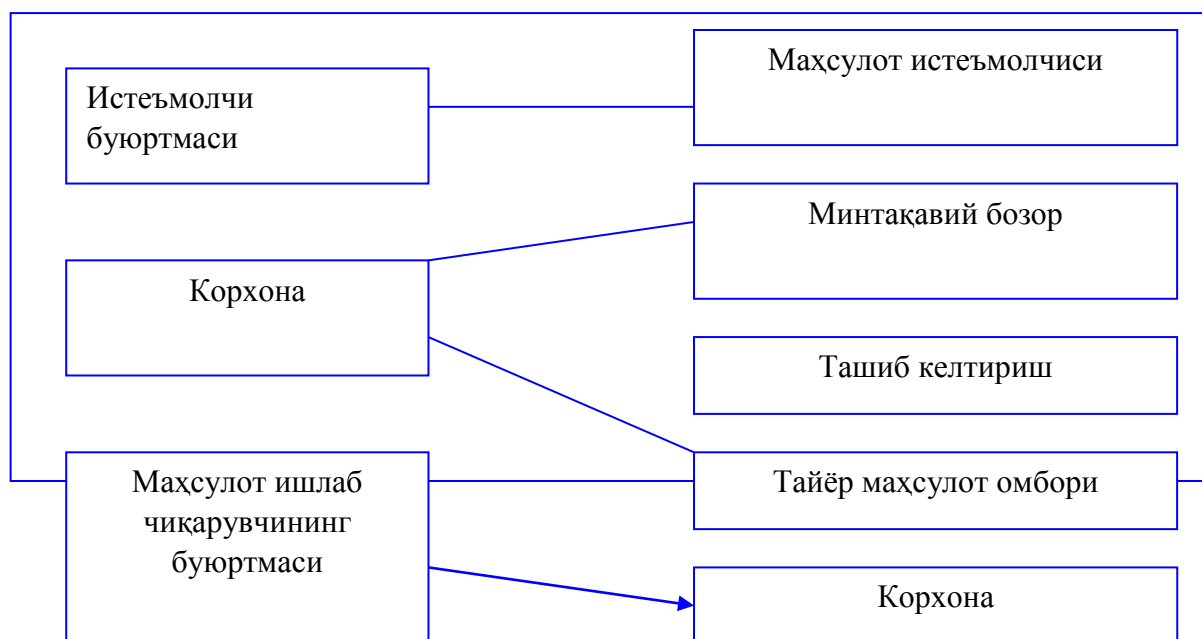 Маҳсулот истеъмолчиси
Истеъмолчи
буюртмаси
Минтақавий бозор
Корхона
Ташиб келтириш
Маҳсулот ишлаб
чиқарувчининг
буюртмаси
Тайёр маҳсулот омбори
Корхона